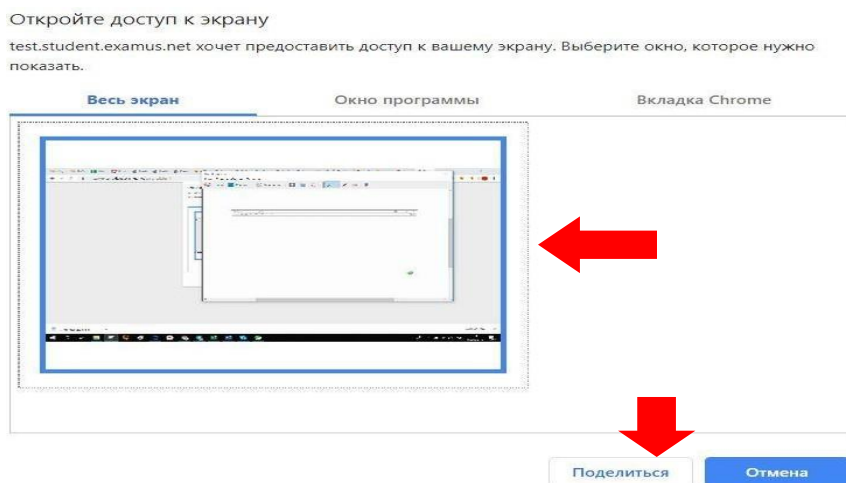 Откройте доступ к экрану
test.student.examus.net хочет предоставить доступ к вашему экрану. Выберите окно, которое нужно
показать.
Весь экран Окно программы Вкладка Chrome
Поделиться Отмена